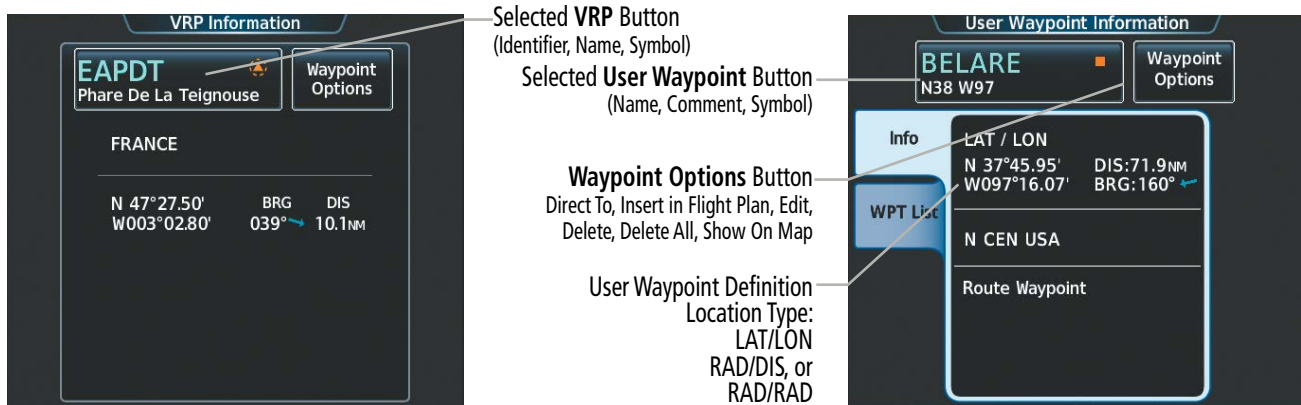 VRP Information
EAPDT
Phare De La Teignouse
Waypoint
Options
FRANCE
N 47°27.50'
W003°02.80'
BRG
039°
DIS
10.1NM
Selected VRP Button
(Identifier, Name, Symbol)
Selected User Waypoint Button
(Name, Comment, Symbol)
Waypoint Options Button
Direct To, Insert in Flight Plan, Edit,
Delete, Delete All, Show On Map
User Waypoint Definition
Location Type:
LAT/LON
RAD/DIS, or
RAD/RAD
User Waypoint Information
BELARE
N38 W97
Waypoint
Options
Info
WPT List
LAT / LON
N 37°45.95' DIS:71.9NM
W097°16.07' BRG:160°
N CEN USA
Route Waypoint